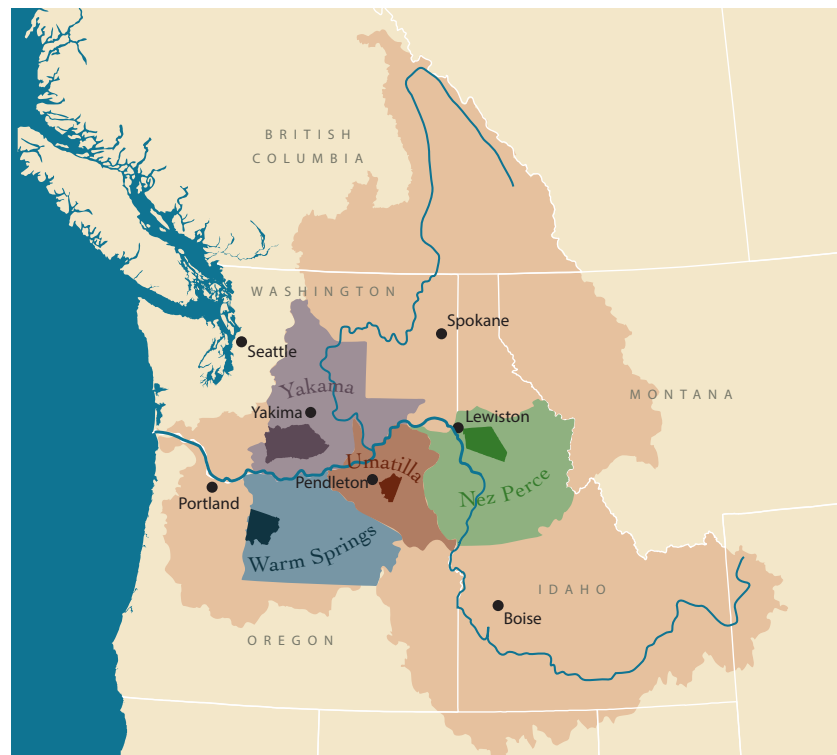 BRITISH
COLUMBIA
WASHINGTON
Spokane
Seattle
Yakama
MONTANA
Yakima
Lewiston
Umatilla
Pendleton
Nez Perce
Portland
Warm Springs
IDAHO
Boise
OREGON